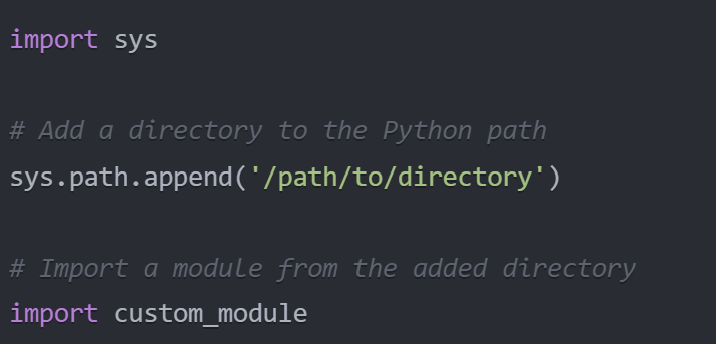 import sys
# Add a directory to the Python path
sys.path.append('/path/to/directory')
# Import a module from the added directory
import custom_module